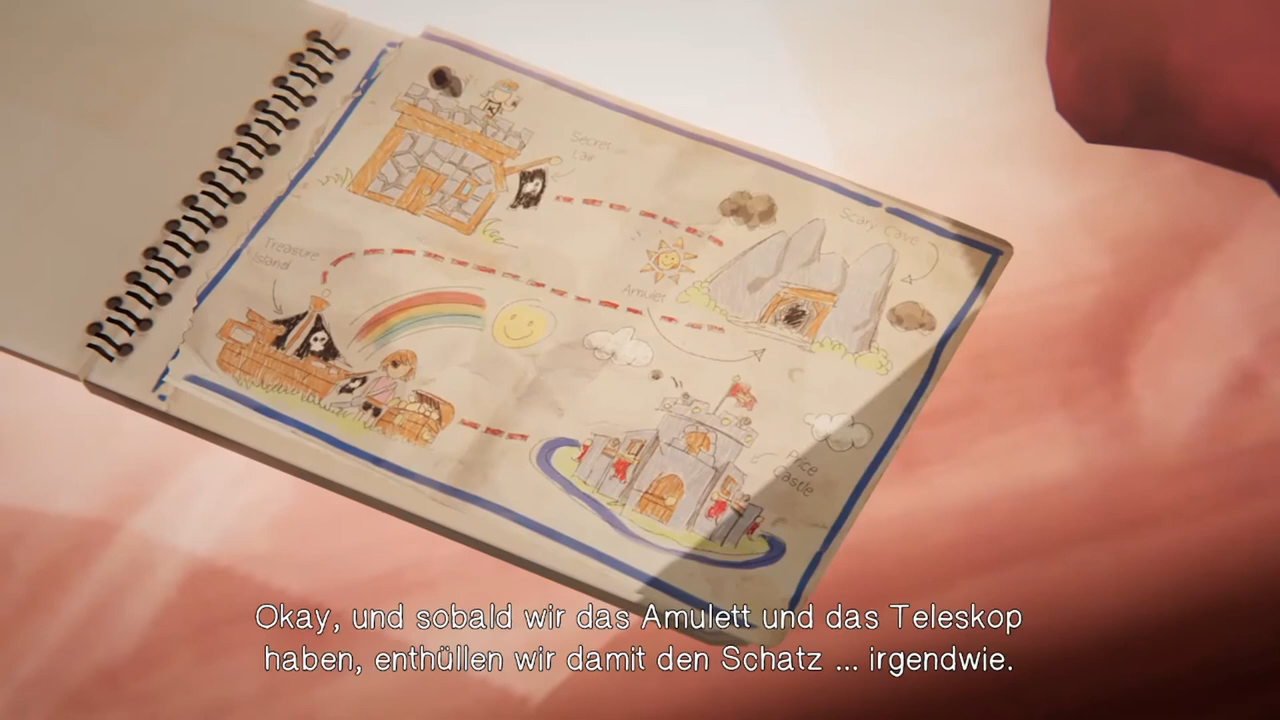 Secret
Lair
Scary Cave
Treasure
Island
Amulet
Price
Castle
Okay, und sobald wir das Amulett und das Teleskop
haben, enthüllen wir damit den Schatz ... irgendwie.